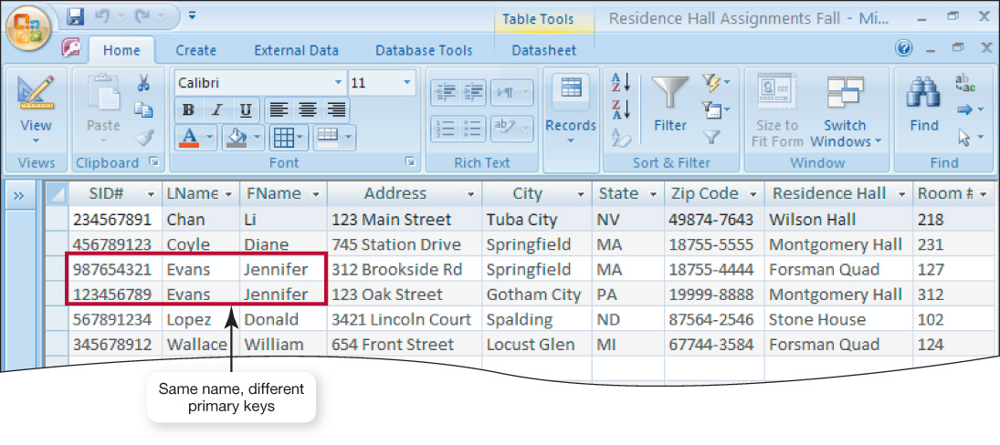 Table Tools
Residence Hall Assignments Fall - Mi...
Home Create External Data Database Tools Datasheet
View
Paste
Calibri 11
B I U
A
ab
Records
A
Z
Z
A
Filter
Size to
Fit Form
Switch
Windows
Find
ab
ac
Views Clipboard Font Rich Text Sort & Filter Window Find
SID# LName FName Address City State Zip Code Residence Hall Room #
234567891 Chan Li 123 Main Street Tuba City NV 49874-7643 Wilson Hall 218
456789123 Coyle Diane 745 Station Drive Springfield MA 18755-5555 Montgomery Hall 231
987654321 Evans Jennifer 312 Brookside Rd Springfield MA 18755-4444 Forsman Quad 127
123456789 Evans Jennifer 123 Oak Street Gotham City PA 19999-8888 Montgomery Hall 312
567891234 Lopez Donald 3421 Lincoln Court Spalding ND 87564-2546 Stone House 102
345678912 Wallace William 654 Front Street Locust Glen MI 67744-3584 Forsman Quad 124
Same name, different
primary keys